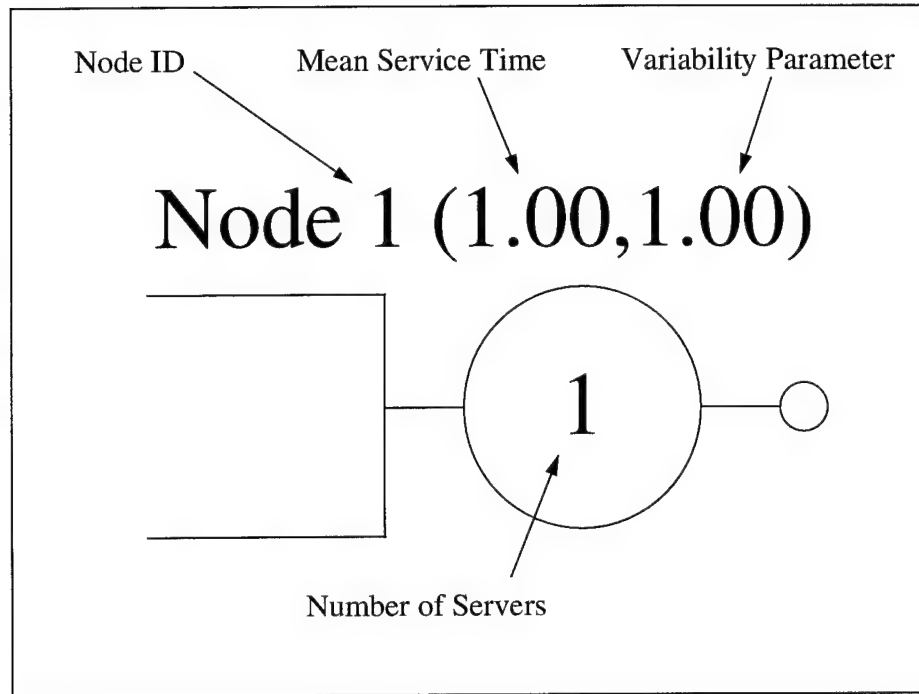 Node ID Mean Service Time Variability Parameter
Node 1 (1.00,1.00)
1
Number of Servers